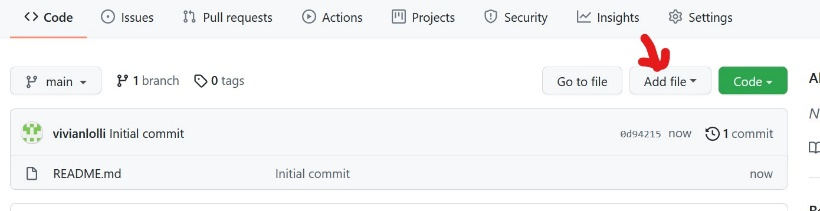 Code Issues Pull requests Actions Projects Security Insights Settings
main 1 branch 0 tags Go to file Add file Code
vivianlolli Initial commit 0d94215 now 1 commit
README.md Initial commit now